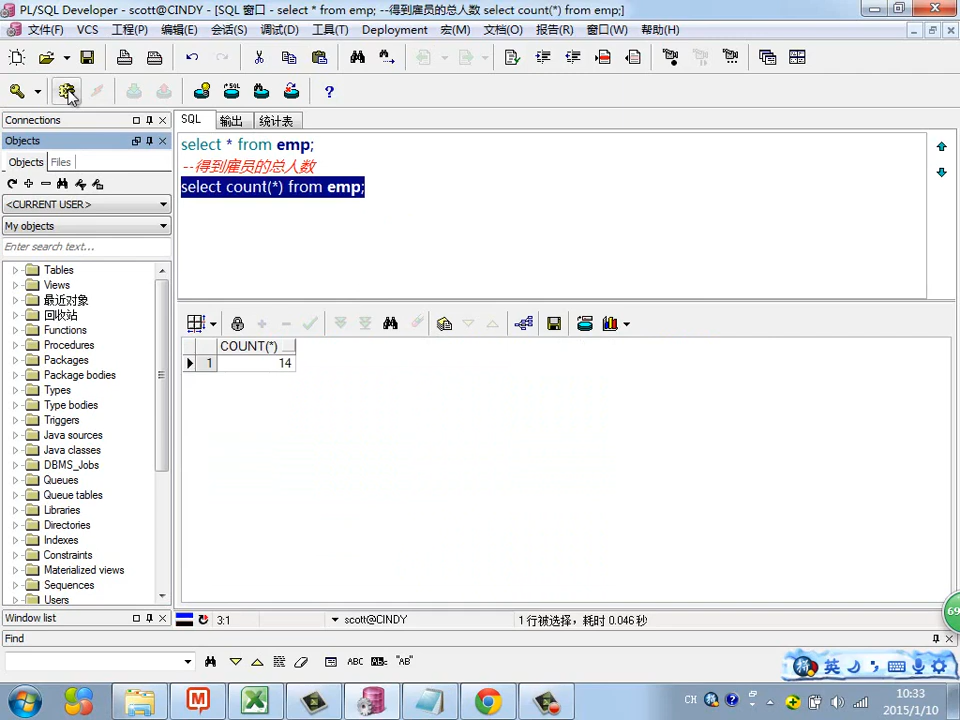 PL/SQL Developer - scott@CINDY - [SQL 窗口 - select * from emp; --得到雇员的总人数 select count(*) from emp;]
文件(F) VCS 工程(P) 编辑(E) 会话(S) 调试(D) 工具(T) Deployment 宏(M) 文档(O) 报告(R) 窗口(W) 帮助(H)
Connections
Objects
Objects Files
<CURRENT USER>
My objects
Enter search text...
Tables
Views
最近对象
回收站
Functions
Procedures
Packages
Package bodies
Types
Type bodies
Triggers
Java sources
Java classes
DBMS_Jobs
Queues
Queue tables
Libraries
Directories
Indexes
Constraints
Materialized views
Sequences
Users
Window list
SQL 输出 统计表
select * from emp;
--得到雇员的总人数
select count(*) from emp;
COUNT(*)
1 14
3:1 scott@CINDY 1 行被选择，耗时 0.046 秒
Find
ABC "AB"
英
69
CH 10:33
2015/1/10